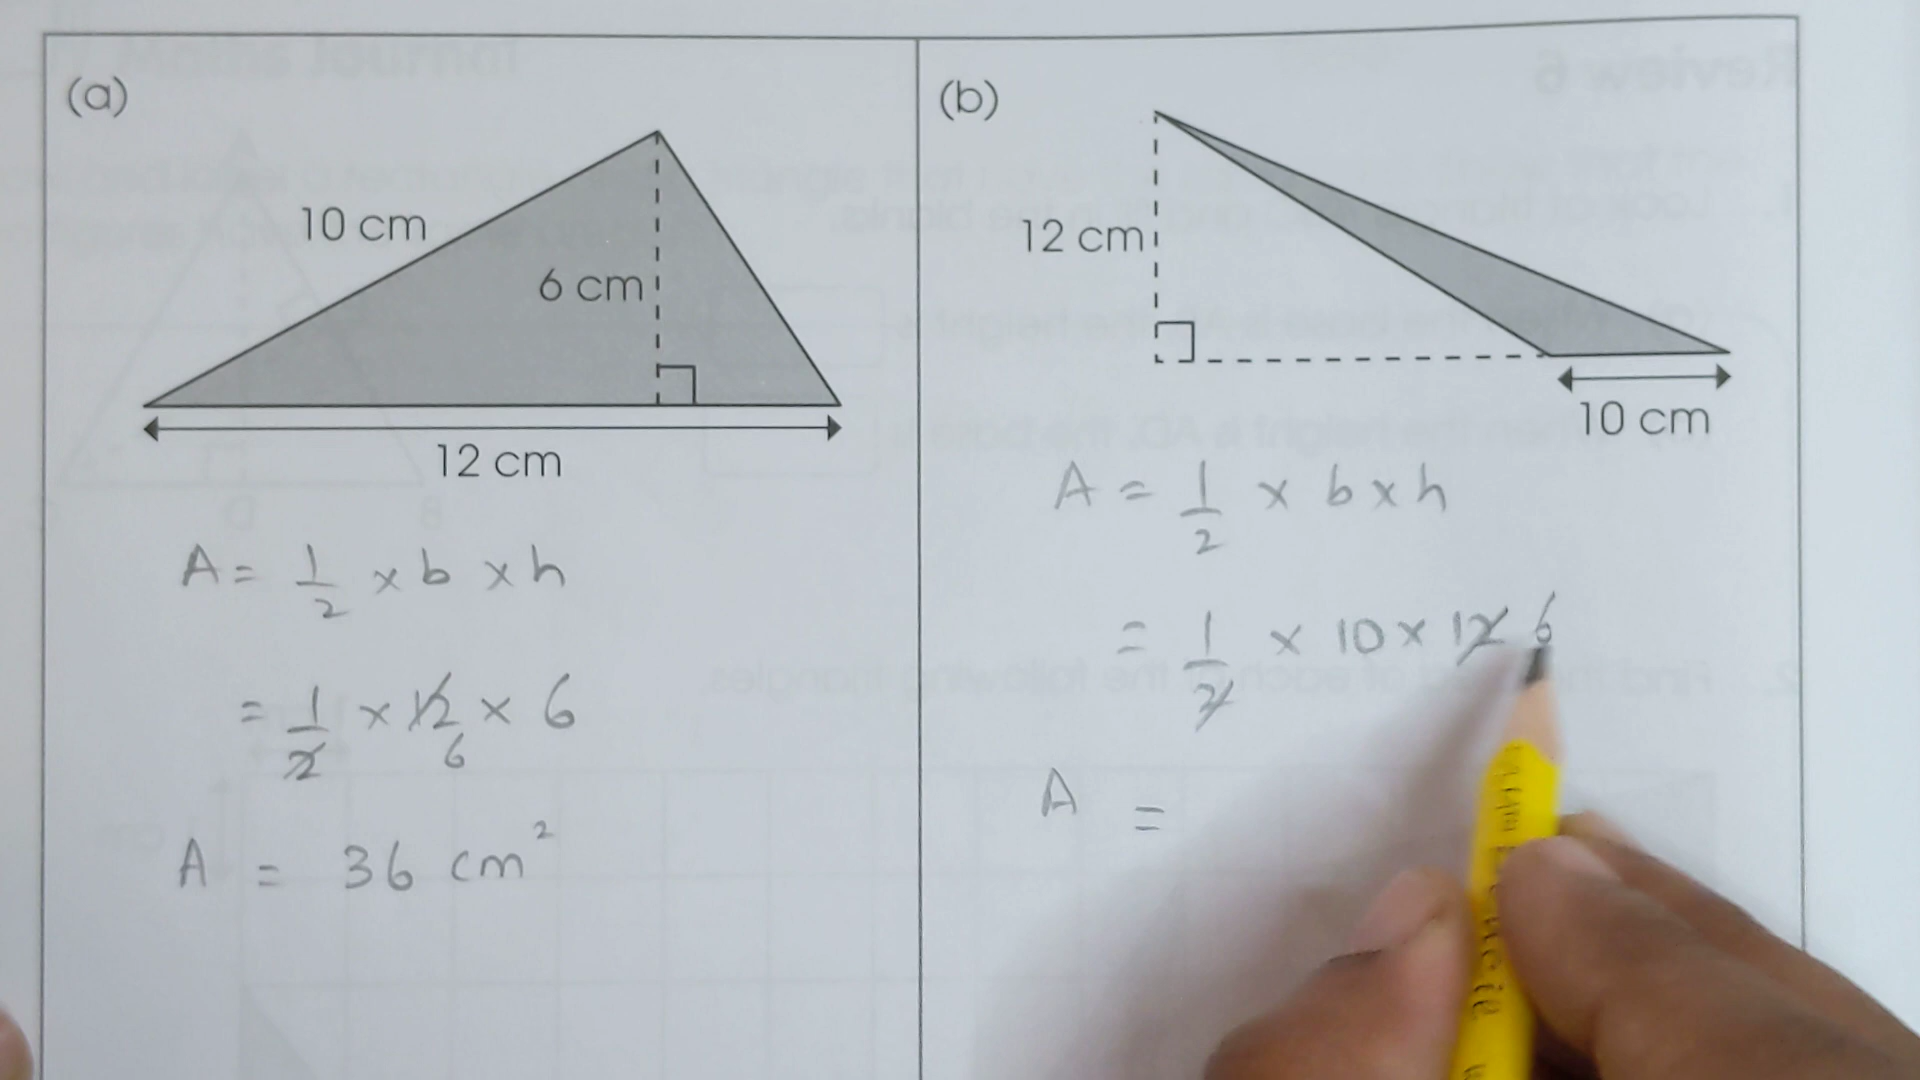 (a)
10 cm
6 cm
12 cm
A = 1/2 × b × h
= 1/2 × 12 6 × 6
A = 36 cm²
(b)
12 cm
10 cm
A = 1/2 × b × h
= 1/2 × 10 × 12 6
A =